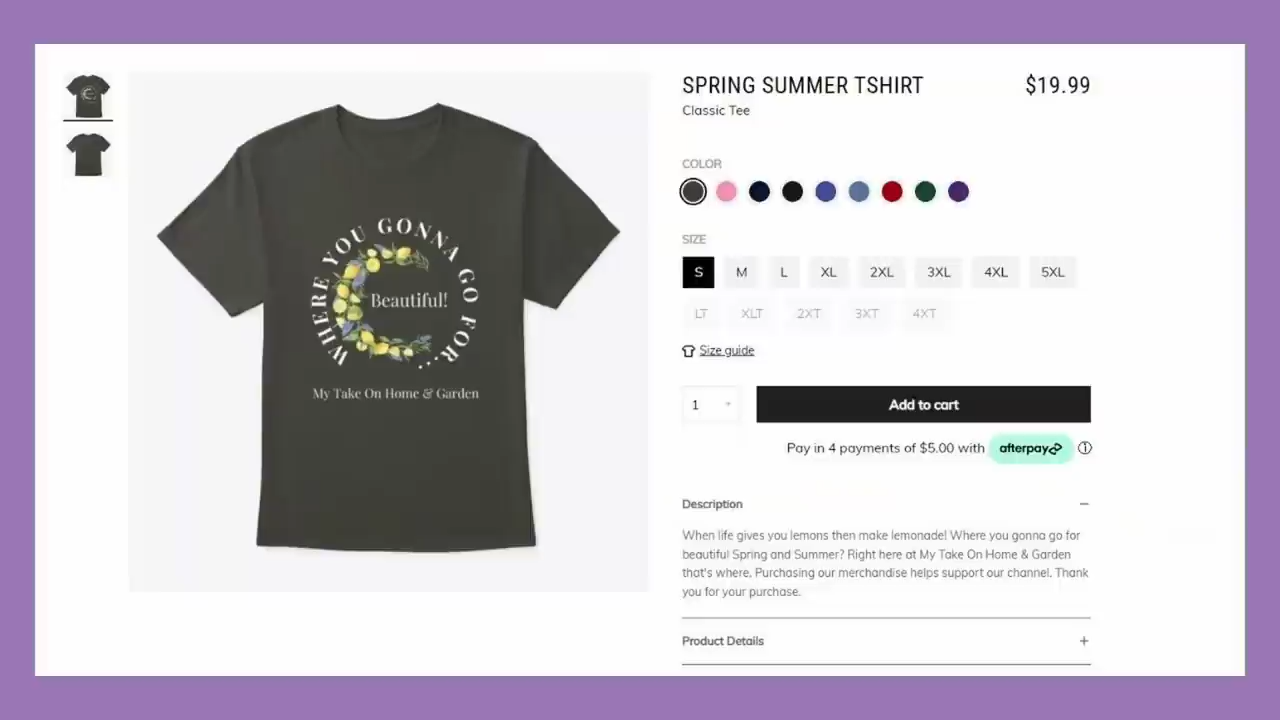 WHERE YOU GONNA GO FOR...
Beautiful!
My Take On Home & Garden
SPRING SUMMER TSHIRT $19.99
Classic Tee
COLOR
SIZE
S M L XL 2XL 3XL 4XL 5XL
LT XLT 2XT 3XT 4XT
Size guide
1 Add to cart
Pay in 4 payments of $5.00 with afterpay
Description
When life gives you lemons then make lemonade! Where you gonna go for
beautiful Spring and Summer? Right here at My Take On Home & Garden
that's where. Purchasing our merchandise helps support our channel. Thank
you for your purchase.
Product Details